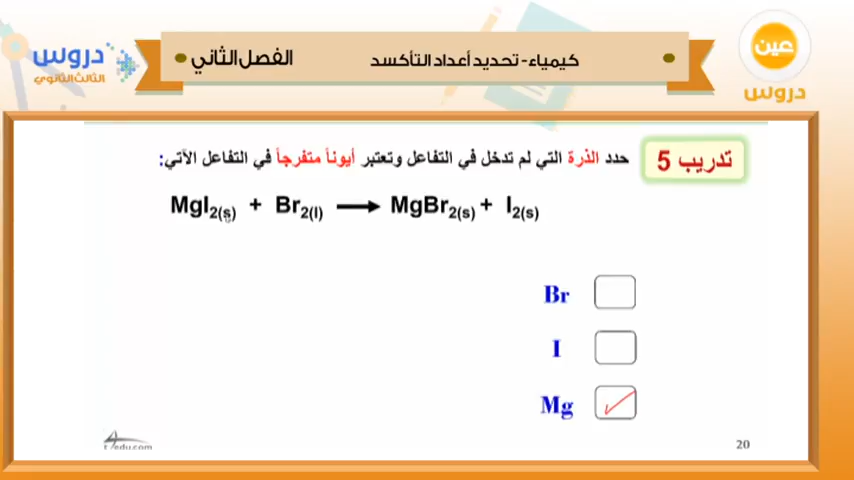 دروس
الثالث الثانوي
الفصل الثاني
كيمياء - تحديد أعداد التأكسد
عين
دروس
تدريب 5
حدد الذرة التي لم تدخل في التفاعل وتعتبر أيوناً متفرجاً في التفاعل الآتي:
MgI2(s) + Br2(l) ⟶ MgBr2(s) + I2(s)
Br
I
Mg
20